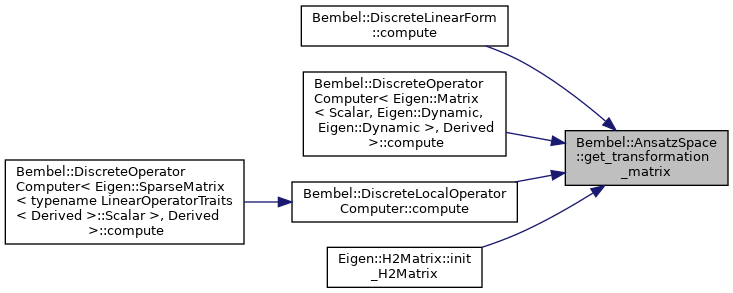 Bembel::DiscreteLinearForm
::compute
Bembel::DiscreteOperator
Computer< Eigen::Matrix
< Scalar, Eigen::Dynamic,
Eigen::Dynamic >, Derived
>::compute
Bembel::AnsatzSpace
::get_transformation
_matrix
Bembel::DiscreteOperator
Computer< Eigen::SparseMatrix
< typename LinearOperatorTraits
< Derived >::Scalar >, Derived
>::compute
Bembel::DiscreteLocalOperator
Computer::compute
Eigen::H2Matrix::init
_H2Matrix